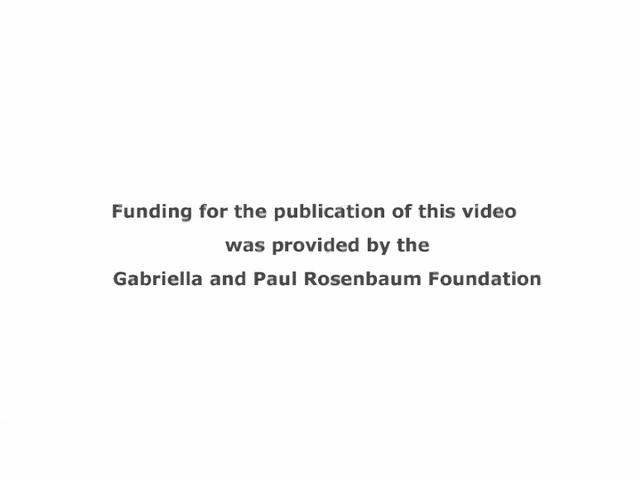 Funding for the publication of this video
was provided by the
Gabriella and Paul Rosenbaum Foundation